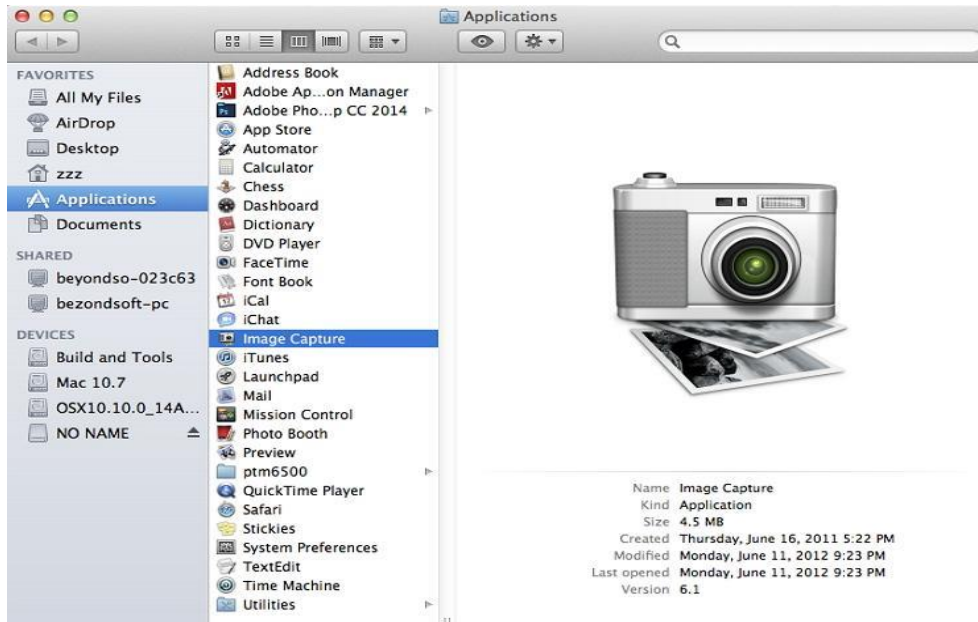 Applications
FAVORITES
All My Files
AirDrop
Desktop
zzz
Applications
Documents
SHARED
beyondso-023c63
bezondsoft-pc
DEVICES
Build and Tools
Mac 10.7
OSX10.10.0_14A...
NO NAME
Address Book
Adobe Ap...on Manager
Adobe Pho...p CC 2014
App Store
Automator
Calculator
Chess
Dashboard
Dictionary
DVD Player
FaceTime
Font Book
iCal
iChat
Image Capture
iTunes
Launchpad
Mail
Mission Control
Photo Booth
Preview
ptm6500
QuickTime Player
Safari
Stickies
System Preferences
TextEdit
Time Machine
Utilities
Name Image Capture
Kind Application
Size 4.5 MB
Created Thursday, June 16, 2011 5:22 PM
Modified Monday, June 11, 2012 9:23 PM
Last opened Monday, June 11, 2012 9:23 PM
Version 6.1